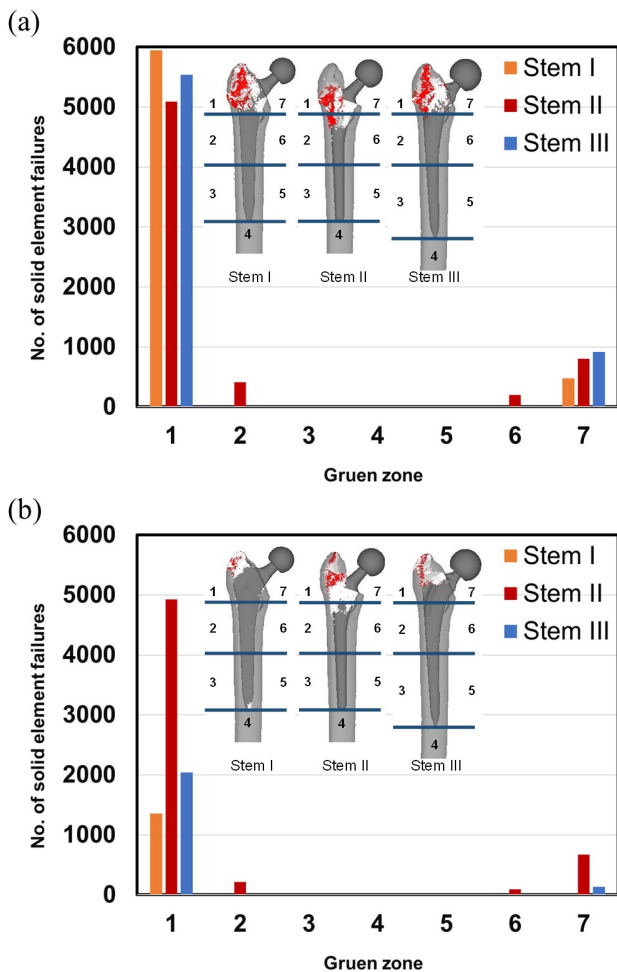 (a)
6000
5000
4000
3000
2000
1000
0
No. of solid element failures
Stem I
Stem II
Stem III
1 7 1 7 1 7
2 6 2 6 2 6
3 5 3 5 3 5
4 4 4
Stem I Stem II Stem III
1 2 3 4 5 6 7
Gruen zone
(b)
6000
5000
4000
3000
2000
1000
0
No. of solid element failures
Stem I
Stem II
Stem III
1 7 1 7 1 7
2 6 2 6 2 6
3 5 3 5 3 5
4 4 4
Stem I Stem II Stem III
1 2 3 4 5 6 7
Gruen zone